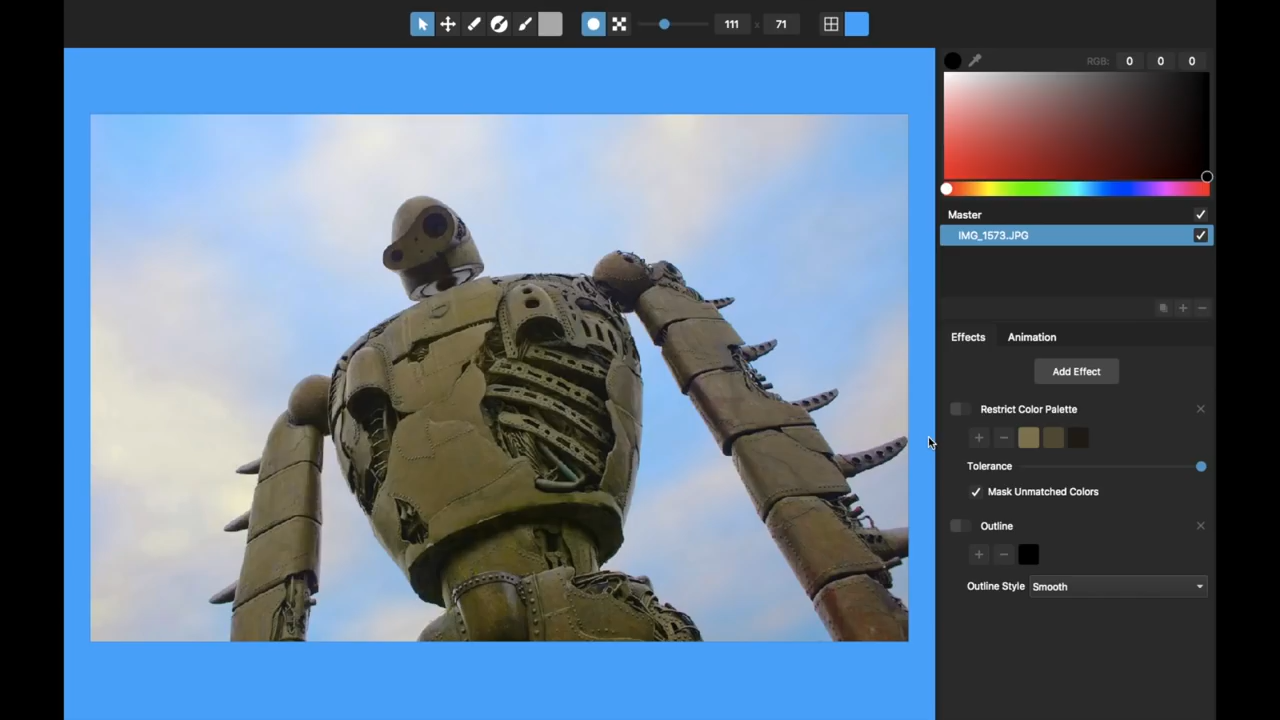 111 x 71
RGB: 0 0 0
Master
IMG_1573.JPG
Effects Animation
Add Effect
Restrict Color Palette
Tolerance
Mask Unmatched Colors
Outline
Outline Style Smooth